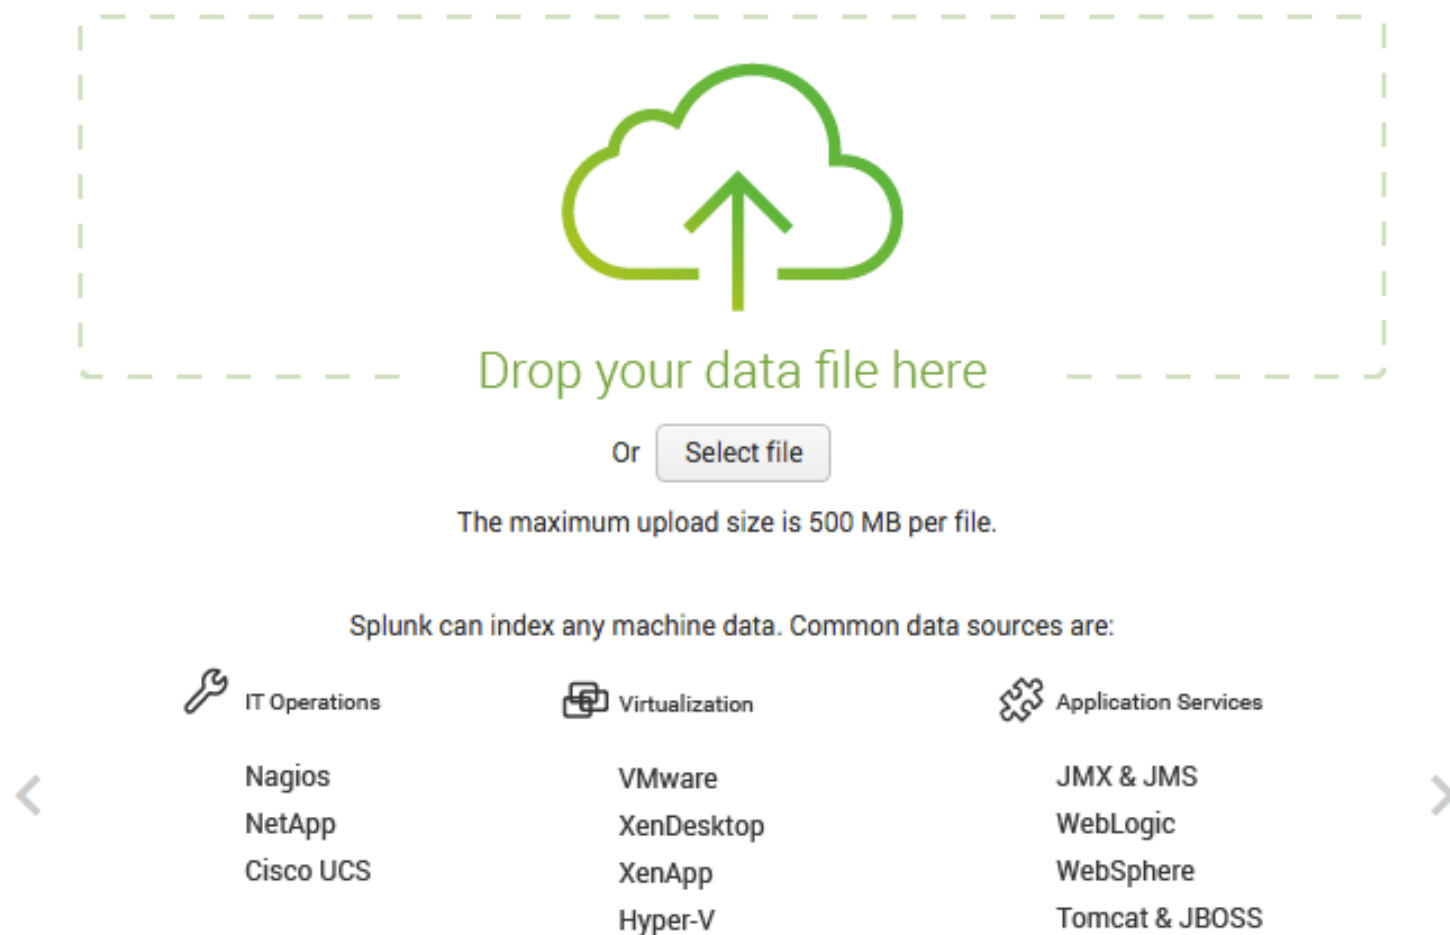 Drop your data file here
Or Select file
The maximum upload size is 500 MB per file.
Splunk can index any machine data. Common data sources are:
IT Operations
Nagios
NetApp
Cisco UCS
Virtualization
VMware
XenDesktop
XenApp
Hyper-V
Application Services
JMX & JMS
WebLogic
WebSphere
Tomcat & JBOSS